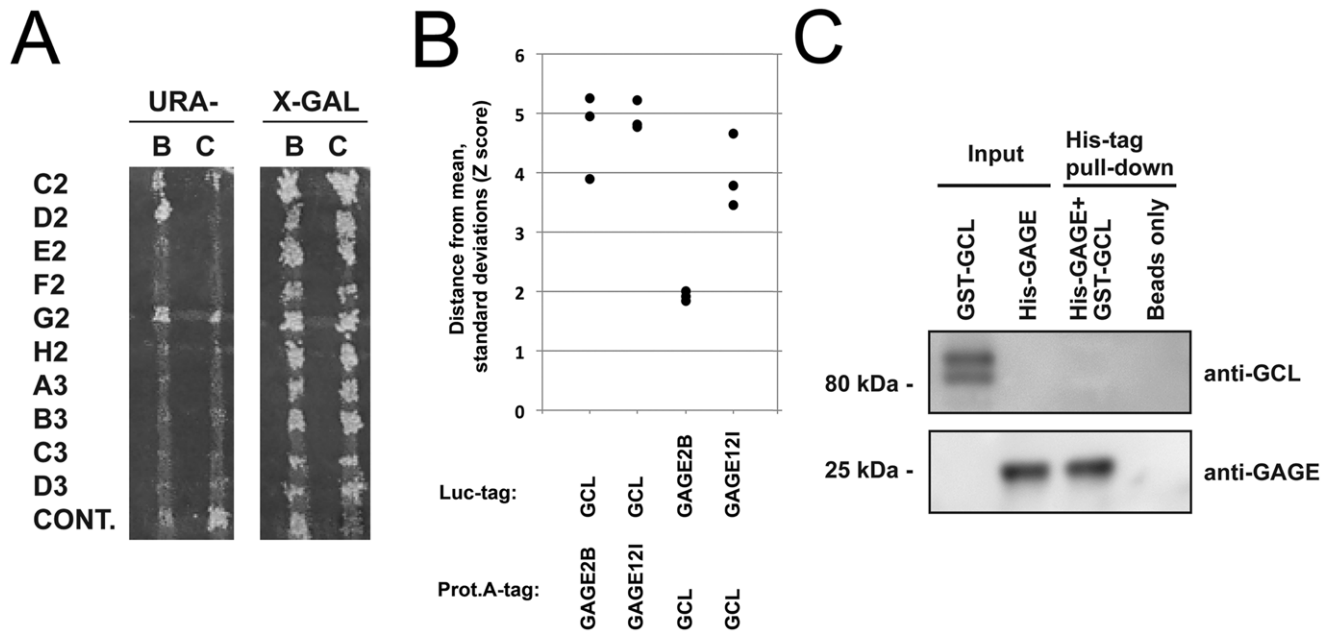 A
URA- X-GAL
B C B C
C2
D2
E2
F2
G2
H2
A3
B3
C3
D3
CONT.
B
Distance from mean,
standard deviations (Z score)
6
5
4
3
2
1
0
Luc-tag: GCL GCL GAGE2B GAGE12I
Prot.A-tag: GAGE2B GAGE12I GCL GCL
C
Input
His-tag
pull-down
GST-GCL
His-GAGE
His-GAGE+
GST-GCL
Beads only
80 kDa - anti-GCL
25 kDa - anti-GAGE